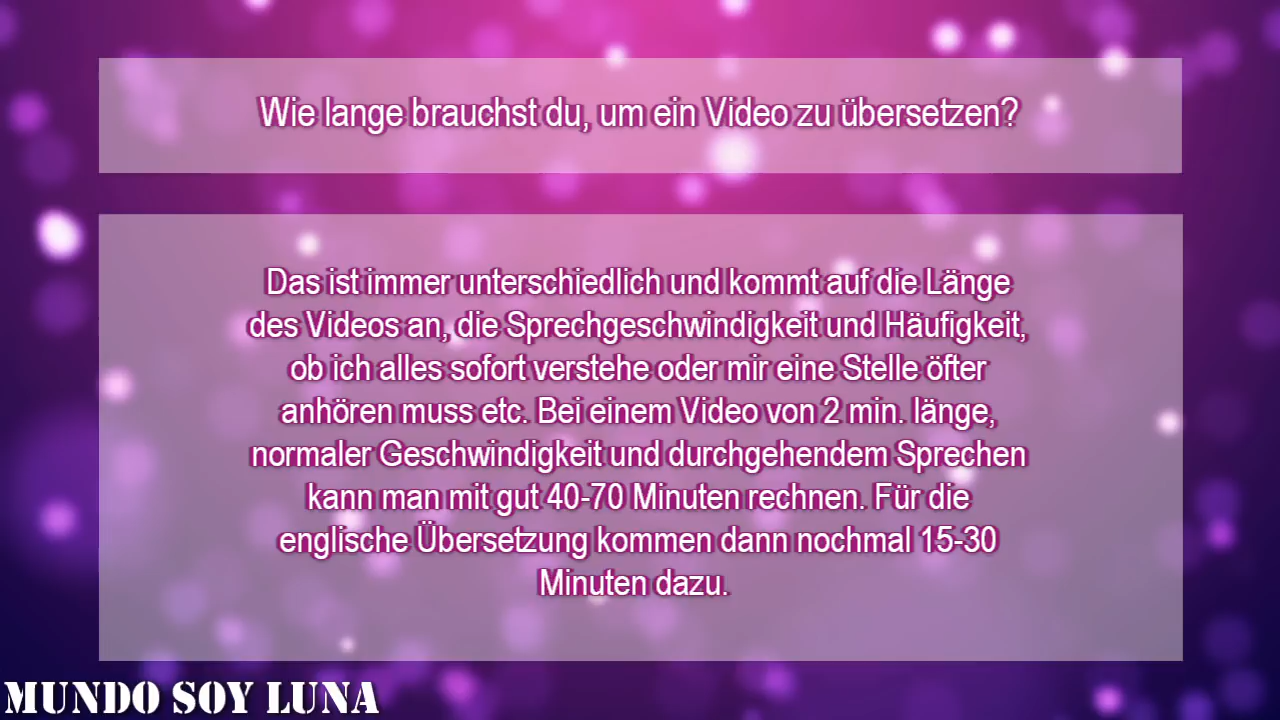 Wie lange brauchst du, um ein Video zu übersetzen?
Das ist immer unterschiedlich und kommt auf die Länge
des Videos an, die Sprechgeschwindigkeit und Häufigkeit,
ob ich alles sofort verstehe oder mir eine Stelle öfter
anhören muss etc. Bei einem Video von 2 min. länge,
normaler Geschwindigkeit und durchgehendem Sprechen
kann man mit gut 40-70 Minuten rechnen. Für die
englische Übersetzung kommen dann nochmal 15-30
Minuten dazu.
MUNDO SOY LUNA